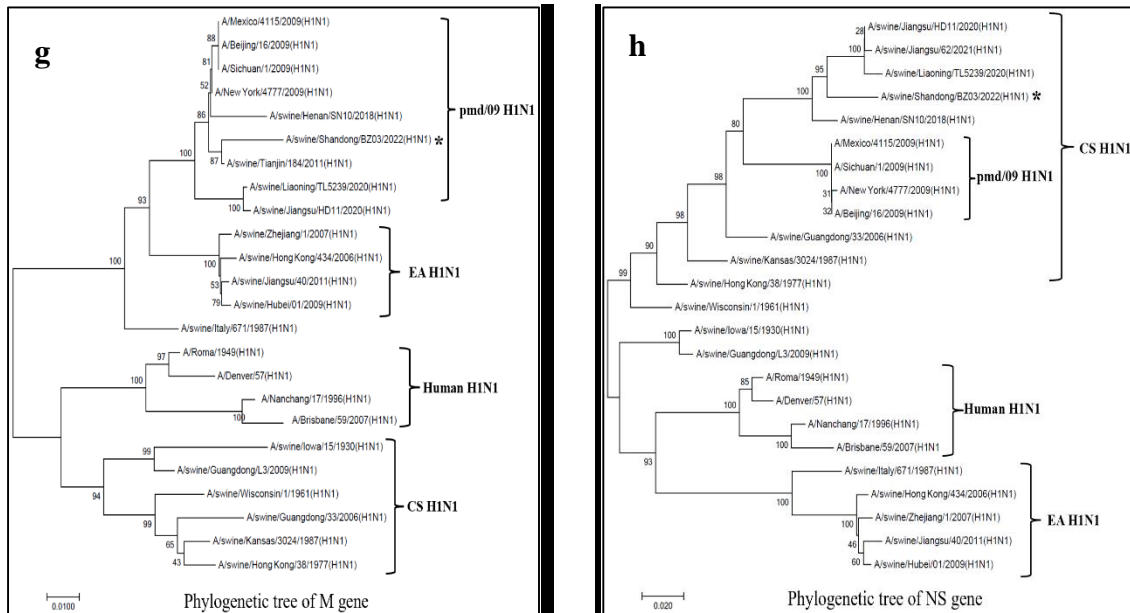 g
A/Mexico/4115/2009(H1N1)
88
A/Beijing/16/2009(H1N1)
81
A/Sichuan/1/2009(H1N1)
52
A/New York/4777/2009(H1N1)
pmd/09 H1N1
86
A/swine/Henan/SN10/2018(H1N1)
A/swine/Shandong/BZ03/2022(H1N1) *
100
87
A/swine/Tianjin/184/2011(H1N1)
A/swine/Liaoning/TL5239/2020(H1N1)
100
A/swine/Jiangsu/HD11/2020(H1N1)
93
A/swine/Zhejiang/1/2007(H1N1)
100
A/swine/Hong Kong/434/2006(H1N1)
EA H1N1
53
A/swine/Jiangsu/40/2011(H1N1)
79
A/swine/Hubei/01/2009(H1N1)
100
A/swine/Italy/671/1987(H1N1)
97
A/Roma/1949(H1N1)
A/Denver/57(H1N1)
Human H1N1
100
A/Nanchang/17/1996(H1N1)
100
A/Brisbane/59/2007(H1N1)
99
A/swine/Iowa/15/1930(H1N1)
A/swine/Guangdong/L3/2009(H1N1)
94
A/swine/Wisconsin/1/1961(H1N1)
CS H1N1
99
A/swine/Guangdong/33/2006(H1N1)
65
A/swine/Kansas/3024/1987(H1N1)
43
A/swine/Hong Kong/38/1977(H1N1)
0.0100
Phylogenetic tree of M gene
h
A/swine/Jiangsu/HD11/2020(H1N1)
28
100
A/swine/Jiangsu/62/2021(H1N1)
95
A/swine/Liaoning/TL5239/2020(H1N1)
A/swine/Shandong/BZ03/2022(H1N1) *
100
A/swine/Henan/SN10/2018(H1N1)
CS H1N1
80
A/Mexico/4115/2009(H1N1)
100
A/Sichuan/1/2009(H1N1)
pmd/09 H1N1
98
31
A/New York/4777/2009(H1N1)
32
A/Beijing/16/2009(H1N1)
98
A/swine/Guangdong/33/2006(H1N1)
90
A/swine/Kansas/3024/1987(H1N1)
99
A/swine/Hong Kong/38/1977(H1N1)
A/swine/Wisconsin/1/1961(H1N1)
100
A/swine/Iowa/15/1930(H1N1)
A/swine/Guangdong/L3/2009(H1N1)
85
A/Roma/1949(H1N1)
A/Denver/57(H1N1)
Human H1N1
100
A/Nanchang/17/1996(H1N1)
100
A/Brisbane/59/2007(H1N1
93
A/swine/Italy/671/1987(H1N1)
100
A/swine/Hong Kong/434/2006(H1N1)
100
A/swine/Zhejiang/1/2007(H1N1)
EA H1N1
46
A/swine/Jiangsu/40/2011(H1N1)
60
A/swine/Hubei/01/2009(H1N1)
0.020
Phylogenetic tree of NS gene